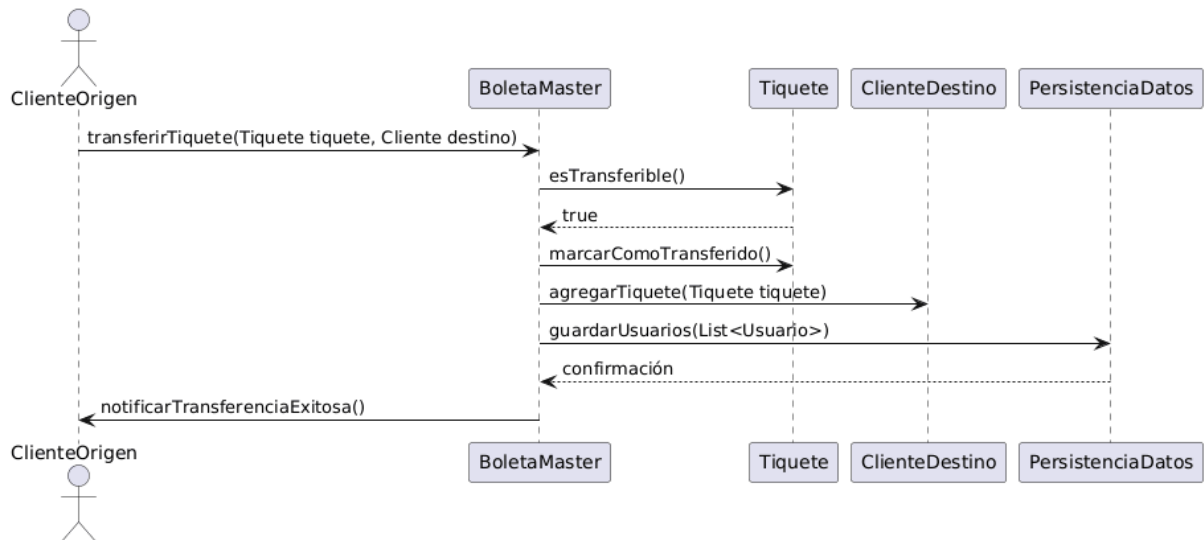 ClienteOrigen
BoletaMaster
Tiquete
ClienteDestino
PersistenciaDatos
transferirTiquete(Tiquete tiquete, Cliente destino)
esTransferible()
true
marcarComoTransferido()
agregarTiquete(Tiquete tiquete)
guardarUsuarios(List<Usuario>)
confirmación
notificarTransferenciaExitosa()
ClienteOrigen
BoletaMaster
Tiquete
ClienteDestino
PersistenciaDatos